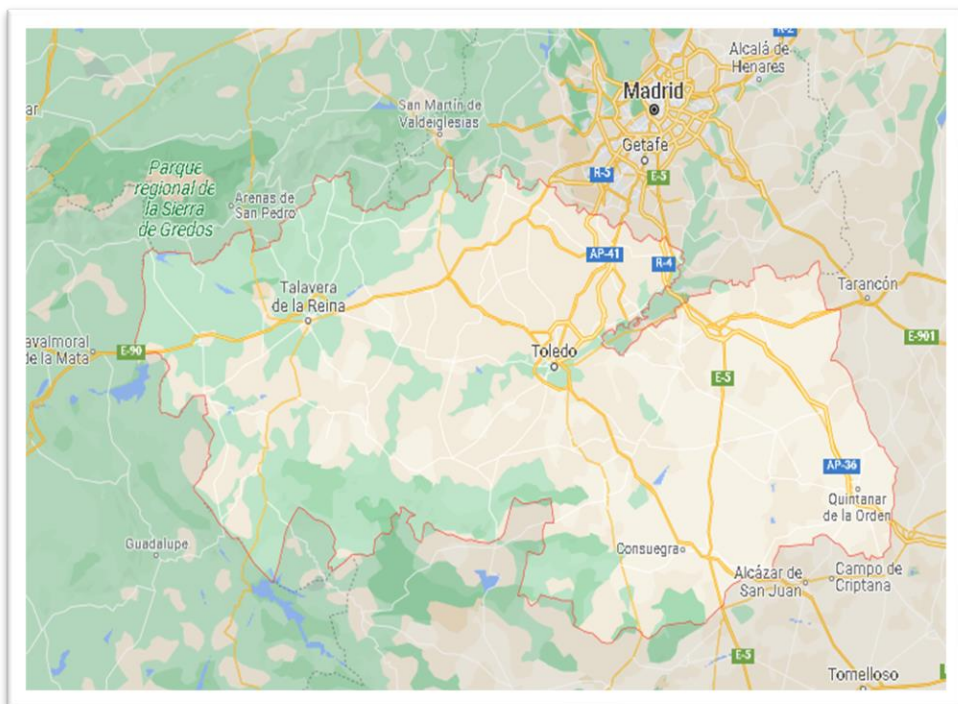 R-2
Alcalá de
Henares
Madrid
San Martín de
Valdeiglesias
ar
Getafe
Parque
regional de
la Sierra
de Gredos
R-5
E-5
Arenas de
San Pedro
AP-41
R-4
Talavera
de la Reina
Tarancón
avalmoral
de la Mata
E-90
E-901
Toledo
E-5
AP-36
Quintanar
de la Orden
Guadalupe
Consuegra
Alcázar de
San Juan
Campo de
Criptana
E-5
Tomelloso